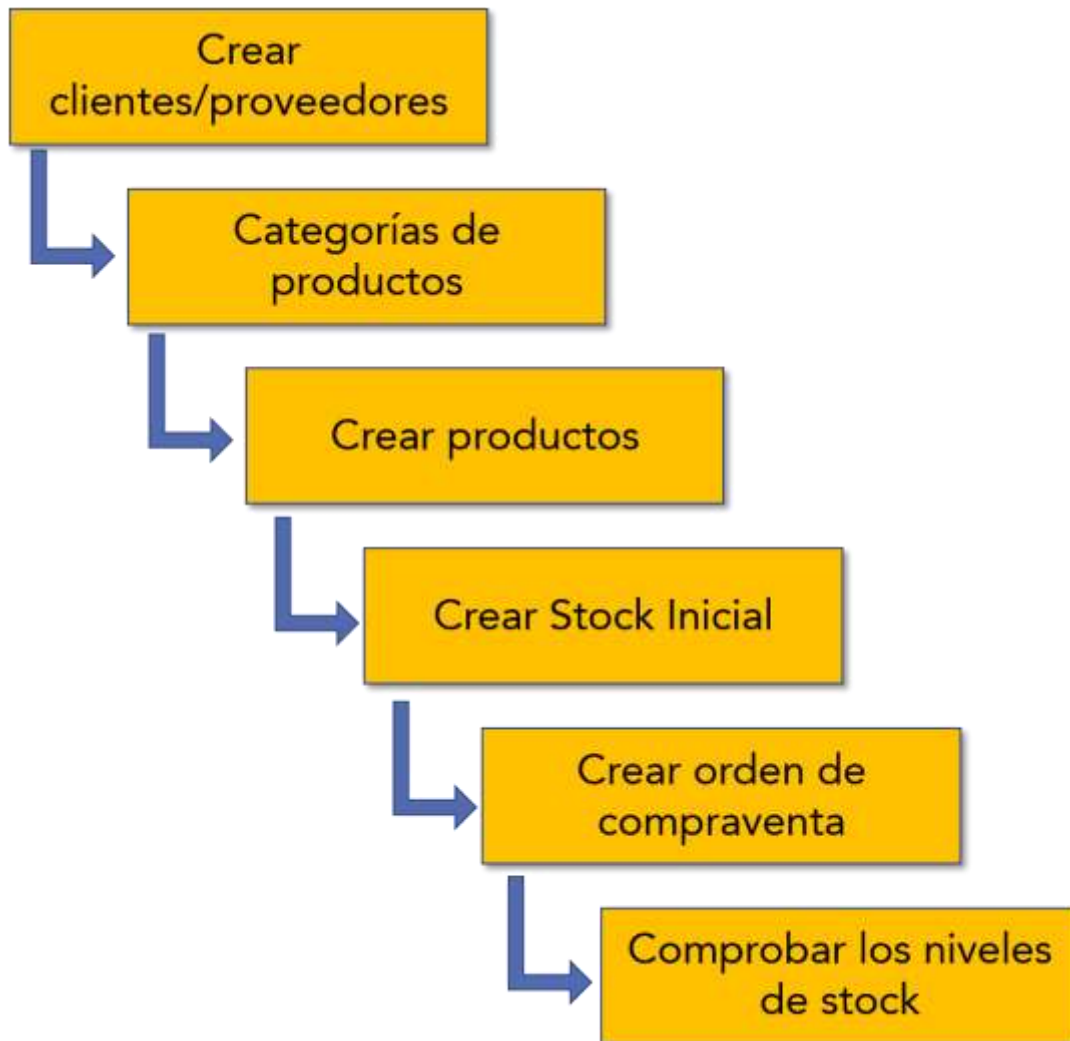 Crear
clientes/proveedores
Categorías de
productos
Crear productos
Crear Stock Inicial
Crear orden de
compraventa
Comprobar los niveles
de stock